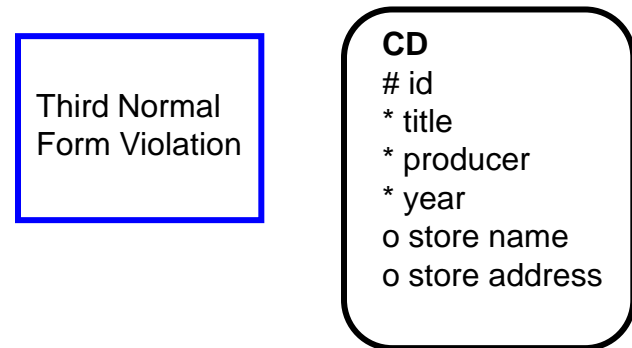 Third Normal
Form Violation
CD
# id
* title
* producer
* year
o store name
o store address